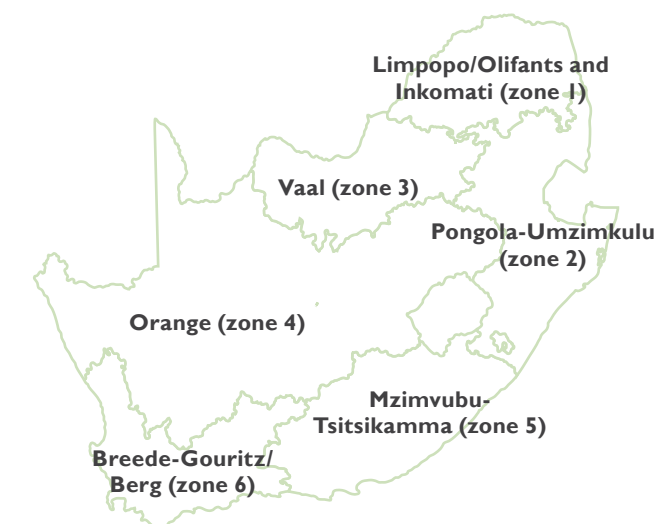 Limpopo/Olifants and
Inkomati (zone 1)
Vaal (zone 3)
Pongola-Umzimkulu
(zone 2)
Orange (zone 4)
Mzimvubu-
Tsitsikamma (zone 5)
Breede-Gouritz/
Berg (zone 6)